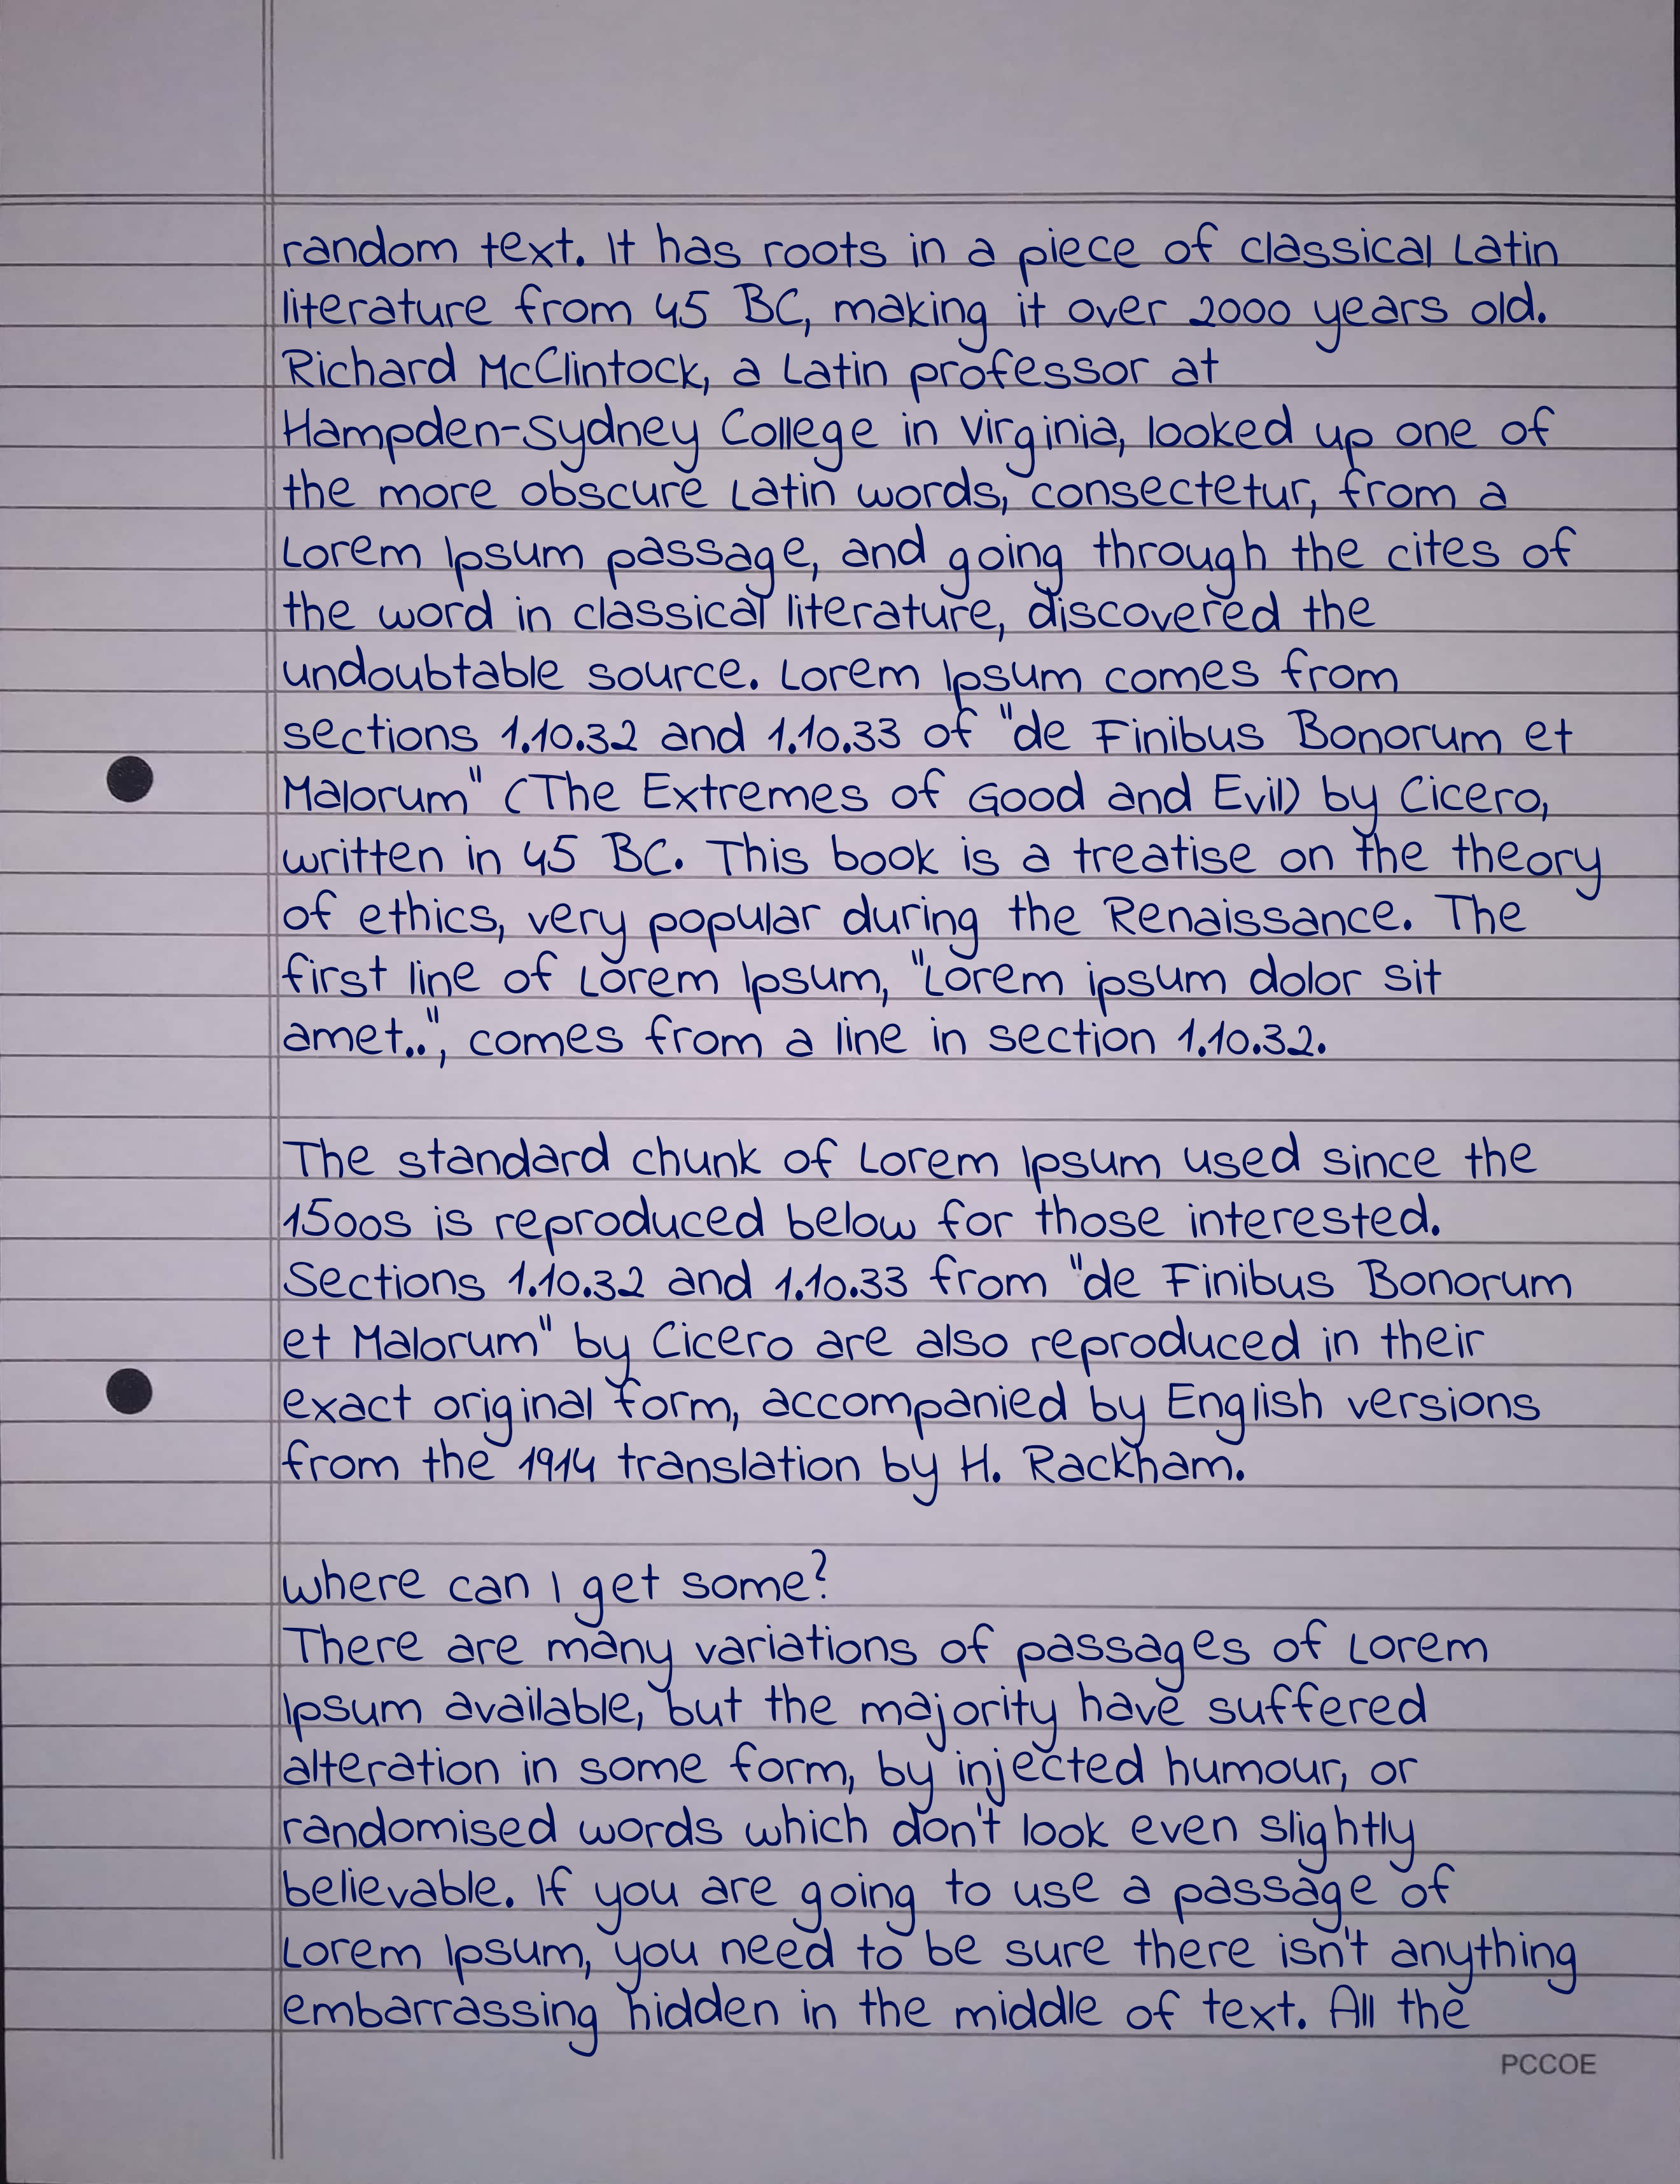 random text. It has roots in a piece of classical Latin
literature from 45 BC, making it over 2000 years old.
Richard McClintock, a Latin professor at
Hampden-Sydney College in Virginia, looked up one of
the more obscure Latin words, consectetur, from a
Lorem Ipsum passage, and going through the cites of
the word in classical literature, discovered the
undoubtable source. Lorem Ipsum comes from
sections 1.10.32 and 1.10.33 of "de Finibus Bonorum et
Malorum" (The Extremes of Good and Evil) by Cicero,
written in 45 BC. This book is a treatise on the theory
of ethics, very popular during the Renaissance. The
first line of Lorem Ipsum, "Lorem ipsum dolor sit
amet..", comes from a line in section 1.10.32.
The standard chunk of Lorem Ipsum used since the
1500s is reproduced below for those interested.
Sections 1.10.32 and 1.10.33 from "de Finibus Bonorum
et Malorum" by Cicero are also reproduced in their
exact original form, accompanied by English versions
from the 1914 translation by H. Rackham.
Where can I get some?
There are many variations of passages of Lorem
Ipsum available, but the majority have suffered
alteration in some form, by injected humour, or
randomised words which don't look even slightly
believable. If you are going to use a passage of
Lorem Ipsum, you need to be sure there isn't anything
embarrassing hidden in the middle of text. All the
PCCOE